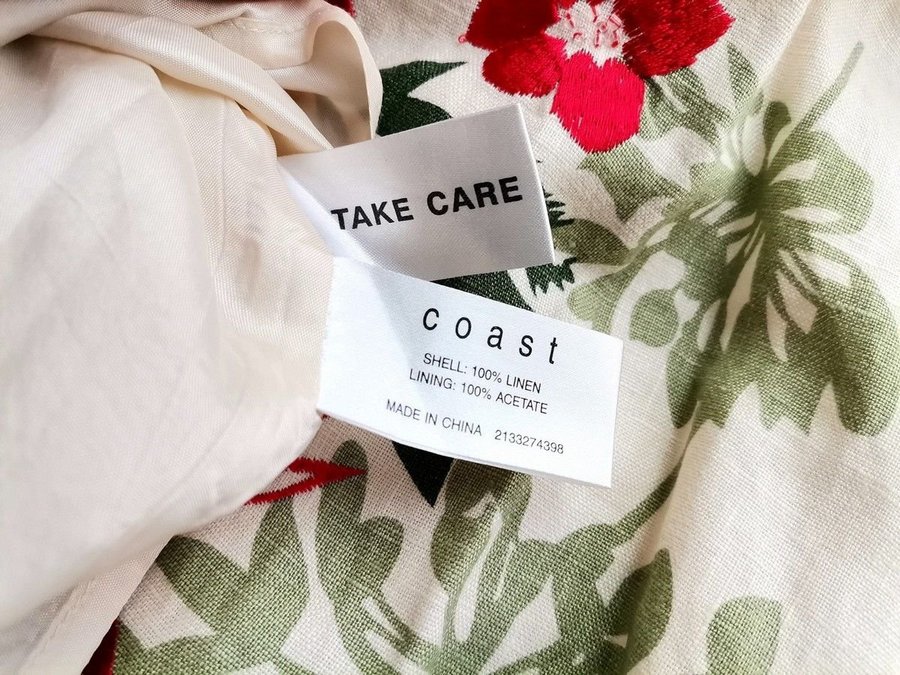 TAKE CARE
coast
SHELL: 100% LINEN
LINING: 100% ACETATE
MADE IN CHINA 2133274398